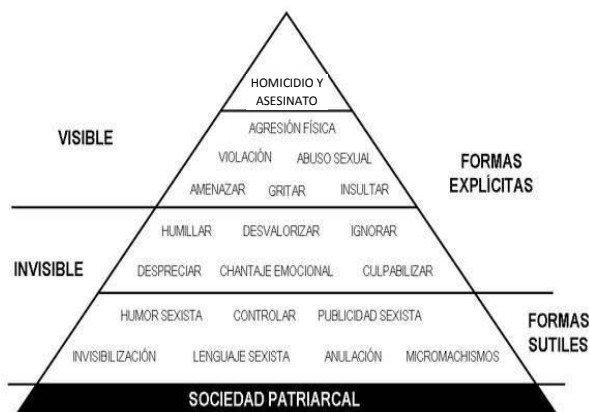 HOMICIDIO Y
ASESINATO
VISIBLE
AGRESIÓN FÍSICA
VIOLACIÓN ABUSO SEXUAL
AMENAZAR GRITAR INSULTAR
FORMAS
EXPLÍCITAS
INVISIBLE
HUMILLAR DESVALORIZAR IGNORAR
DESPRECIAR CHANTAJE EMOCIONAL CULPABILIZAR
HUMOR SEXISTA CONTROLAR PUBLICIDAD SEXISTA
INVISIBILIZACIÓN LENGUAJE SEXISTA ANULACIÓN MICROMACHISMOS
FORMAS
SUTILES
SOCIEDAD PATRIARCAL